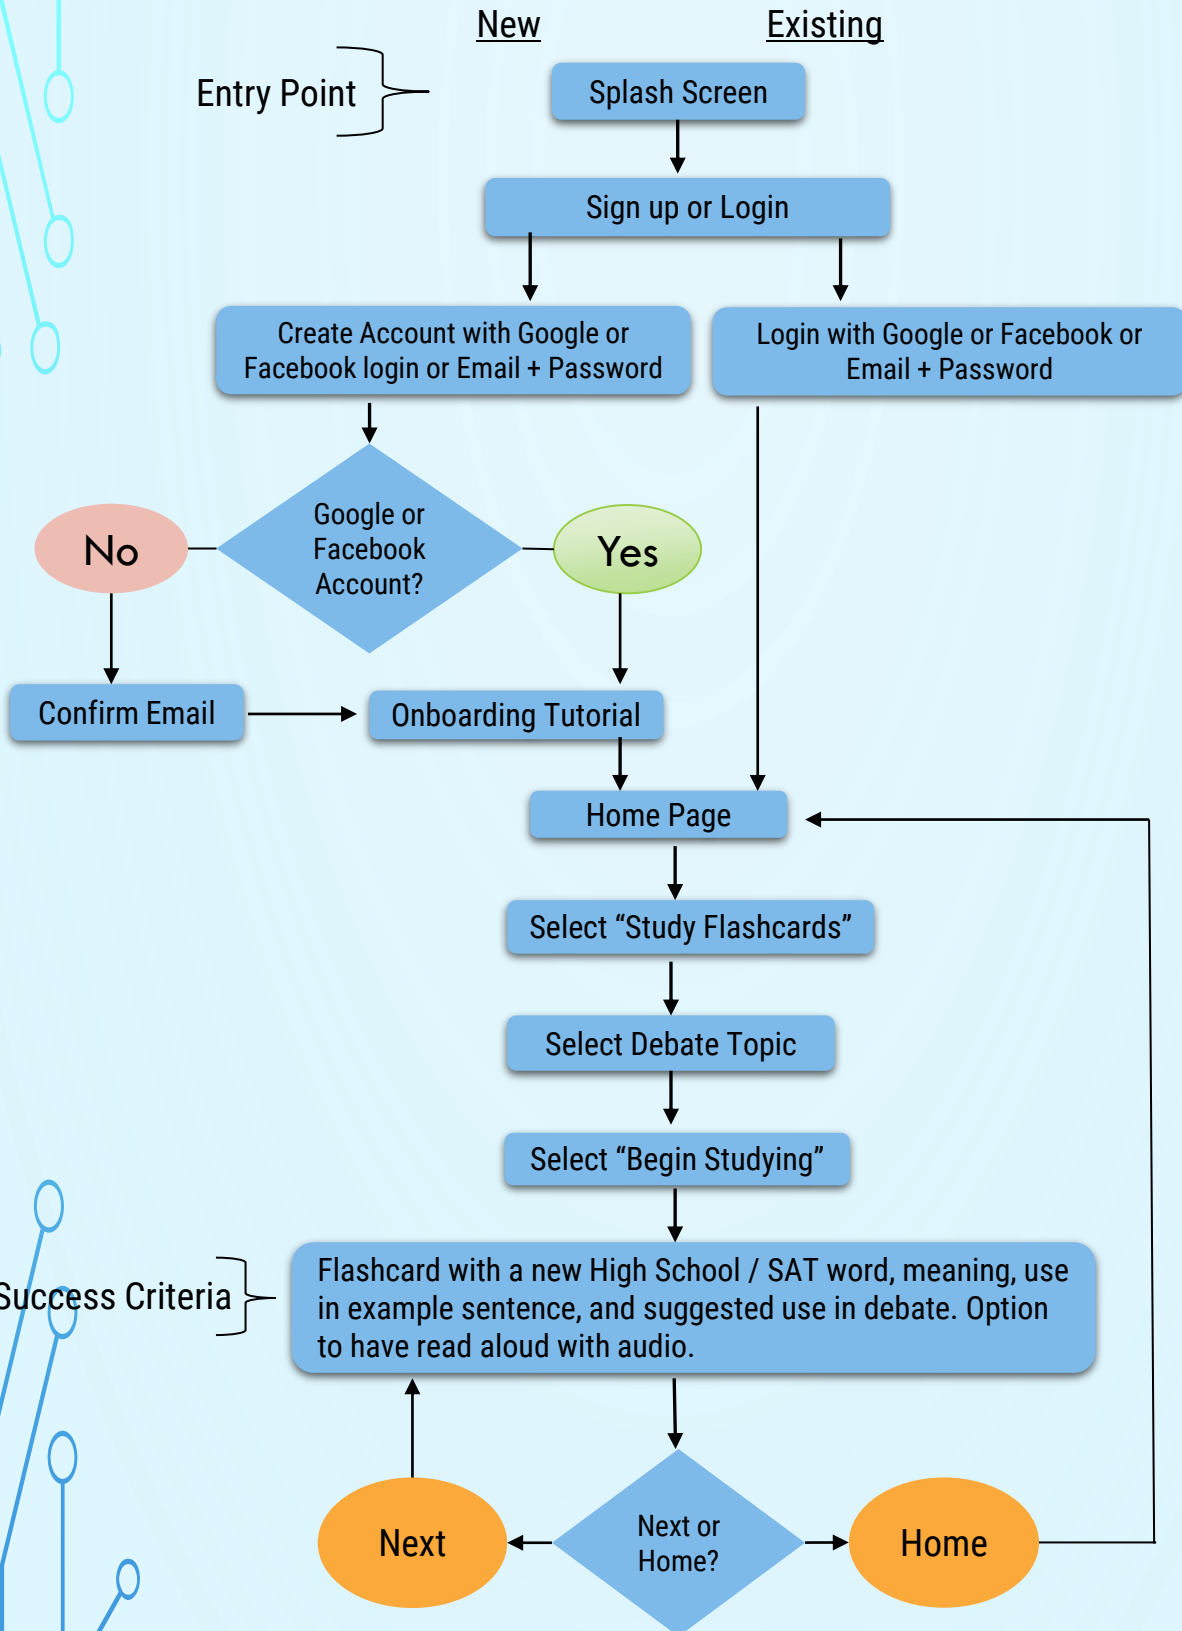 New
Existing
Entry Point
Splash Screen
Sign up or Login
Create Account with Google or
Facebook login or Email + Password
Login with Google or Facebook or
Email + Password
Google or
Facebook
Account?
No
Yes
Confirm Email
Onboarding Tutorial
Home Page
Select “Study Flashcards”
Select Debate Topic
Select “Begin Studying”
Success Criteria
Flashcard with a new High School / SAT word, meaning, use
in example sentence, and suggested use in debate. Option
to have read aloud with audio.
Next
Next or
Home?
Home